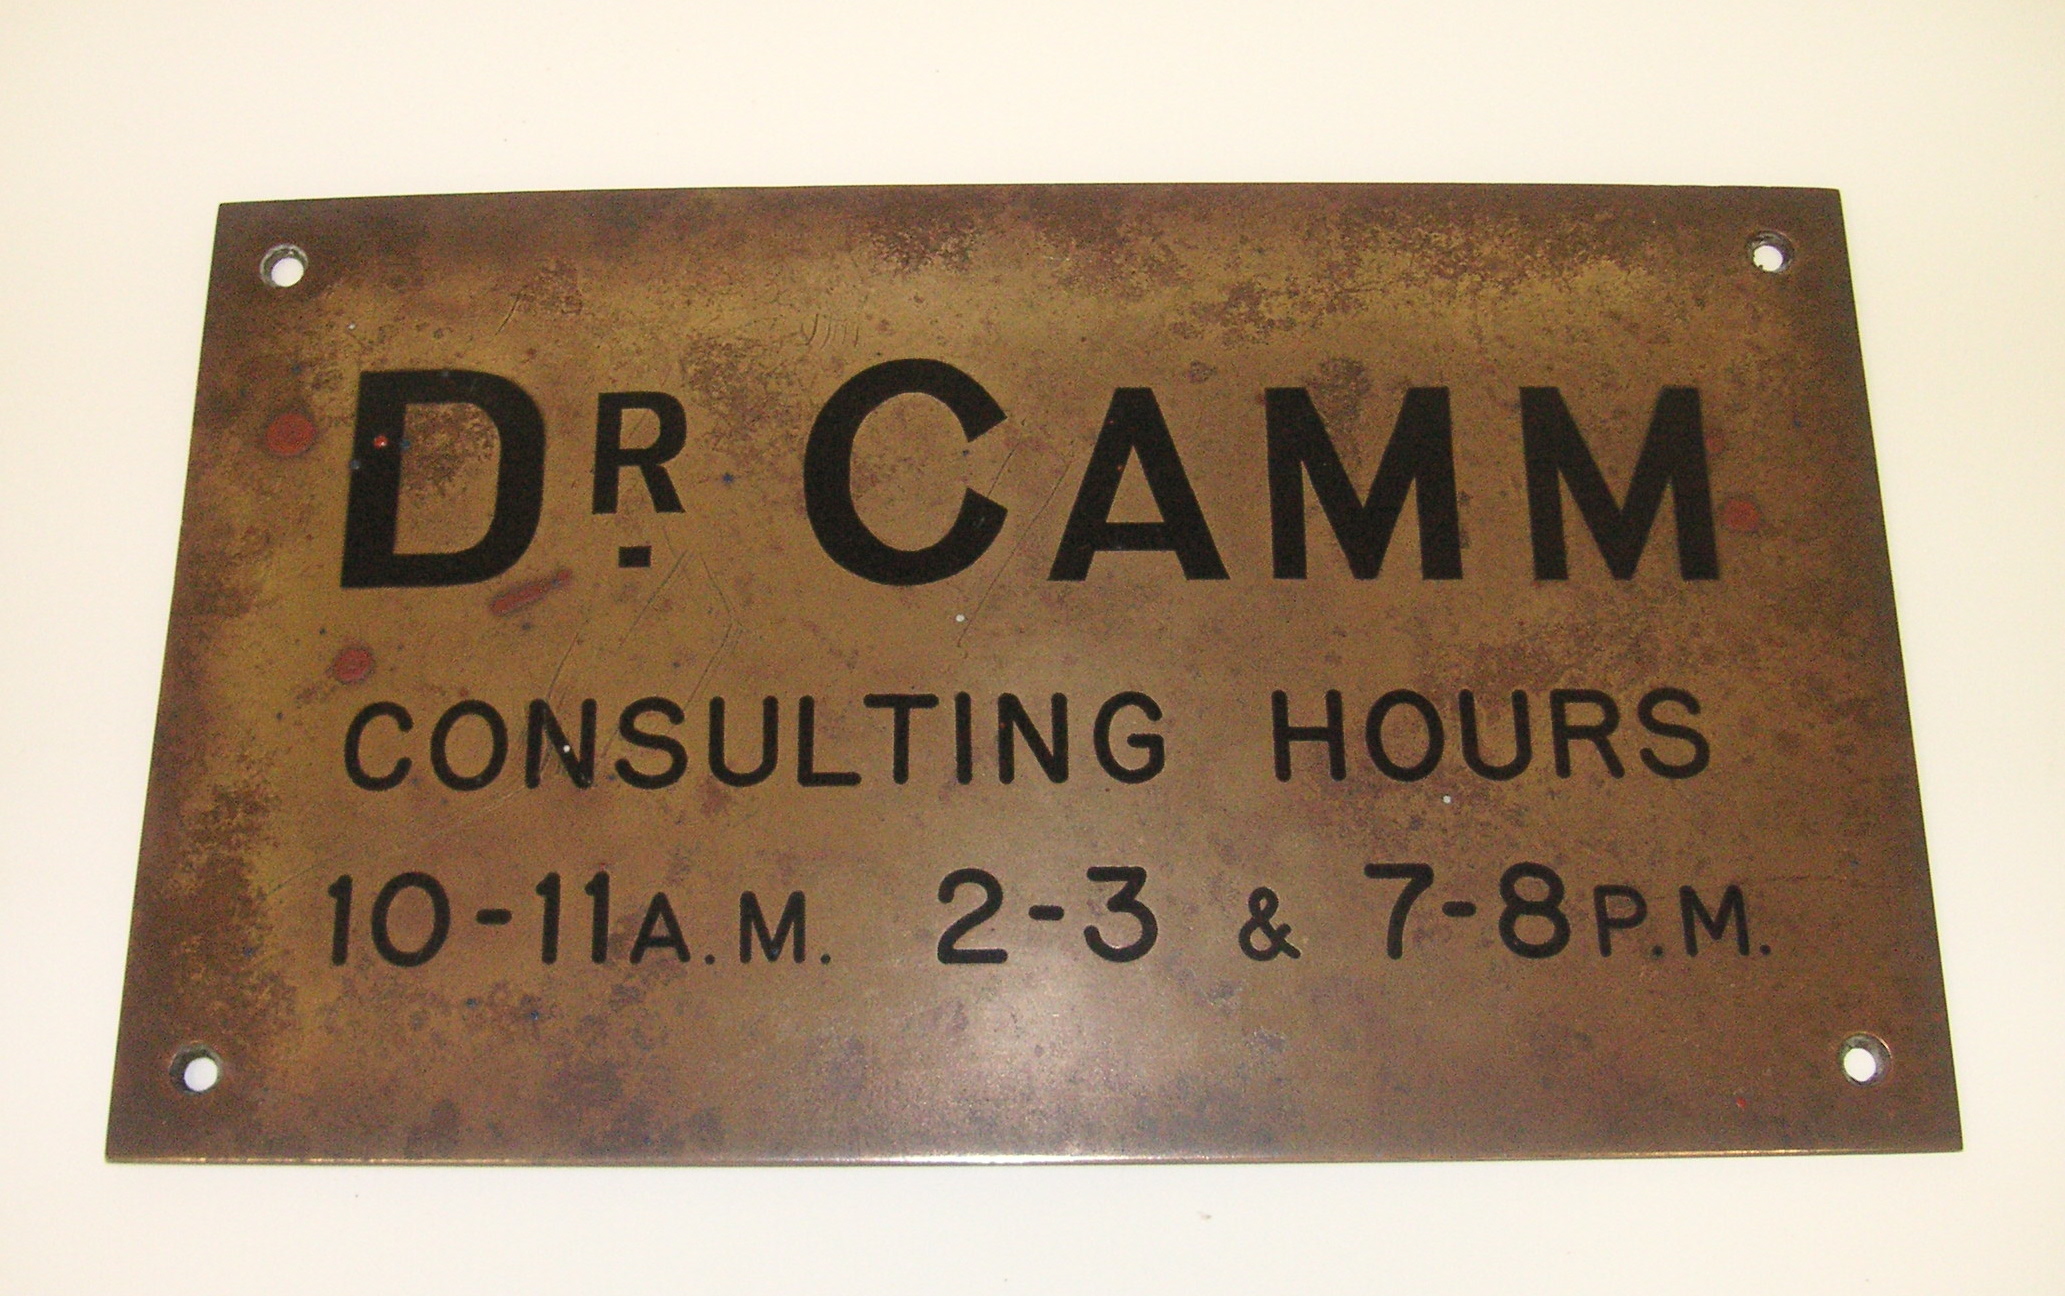 DR. CAMM
CONSULTING HOURS
10-11A.M. 2-3 & 7-8P.M.